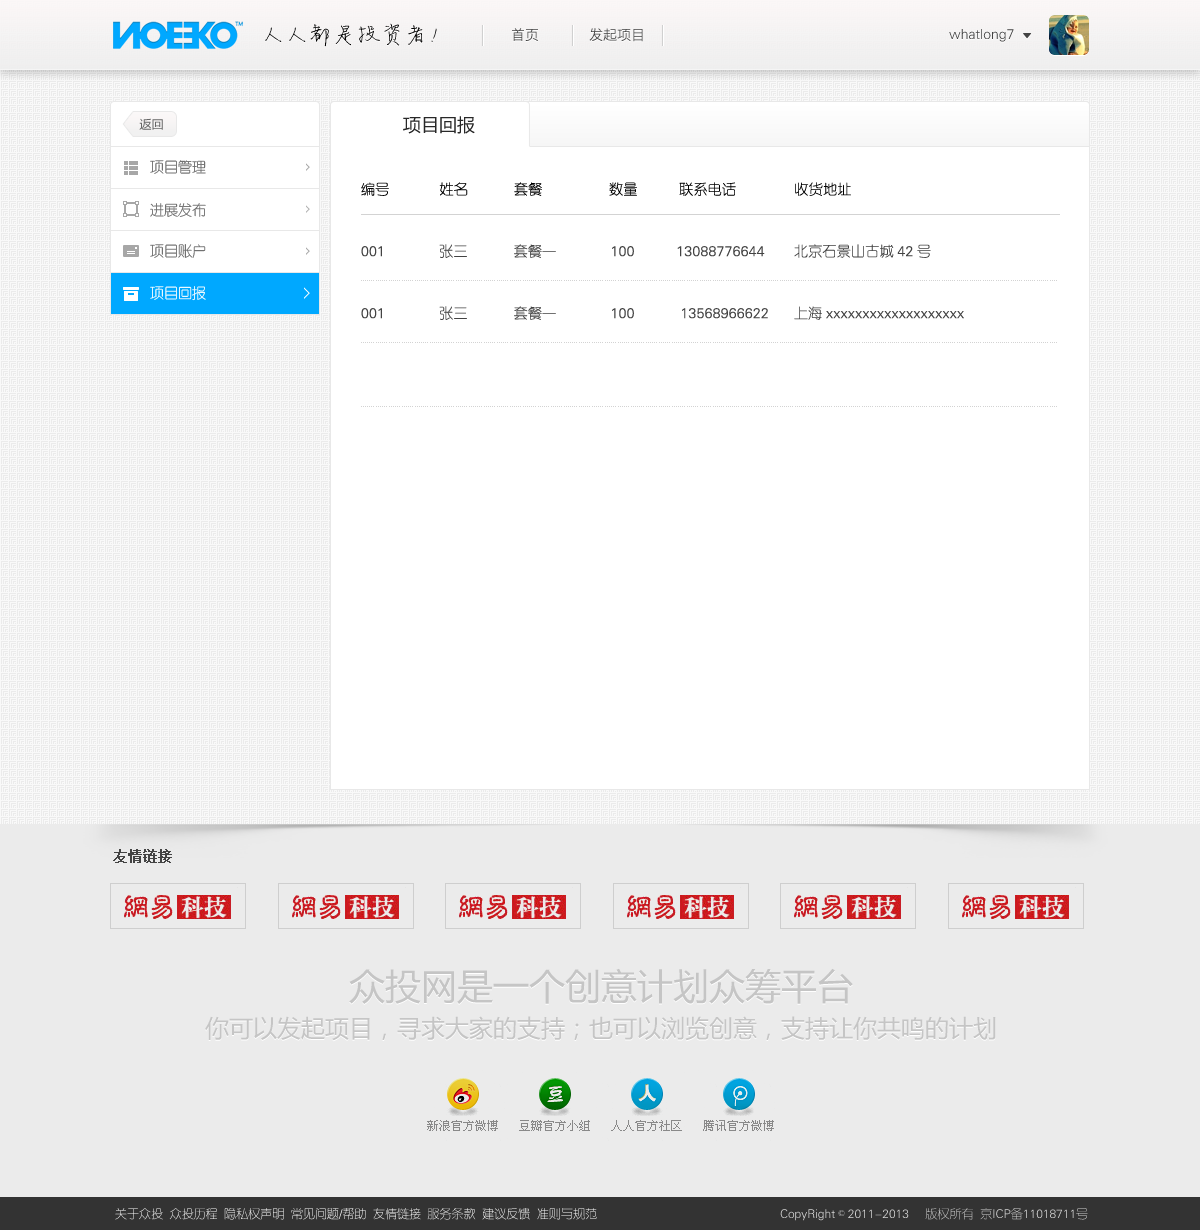 NOEKO™ 人人都是投资者! 首页 发起项目 whatlong7
返回
项目管理
进展发布
项目账户
项目回报
项目回报
编号 姓名 套餐 数量 联系电话 收货地址
001 张三 套餐一 100 13088776644 北京石景山古城 42 号
001 张三 套餐一 100 13568966622 上海 xxxxxxxxxxxxxxxxxxx
友情链接
網易科技 網易科技 網易科技 網易科技 網易科技 網易科技
众投网是一个创意计划众筹平台
你可以发起项目，寻求大家的支持；也可以浏览创意，支持让你共鸣的计划
豆 人
新浪官方微博 豆瓣官方小组 人人官方社区 腾讯官方微博
关于众投 众投历程 隐私权声明 常见问题/帮助 友情链接 服务条款 建议反馈 准则与规范 CopyRight © 2011-2013 版权所有 京ICP备11018711号